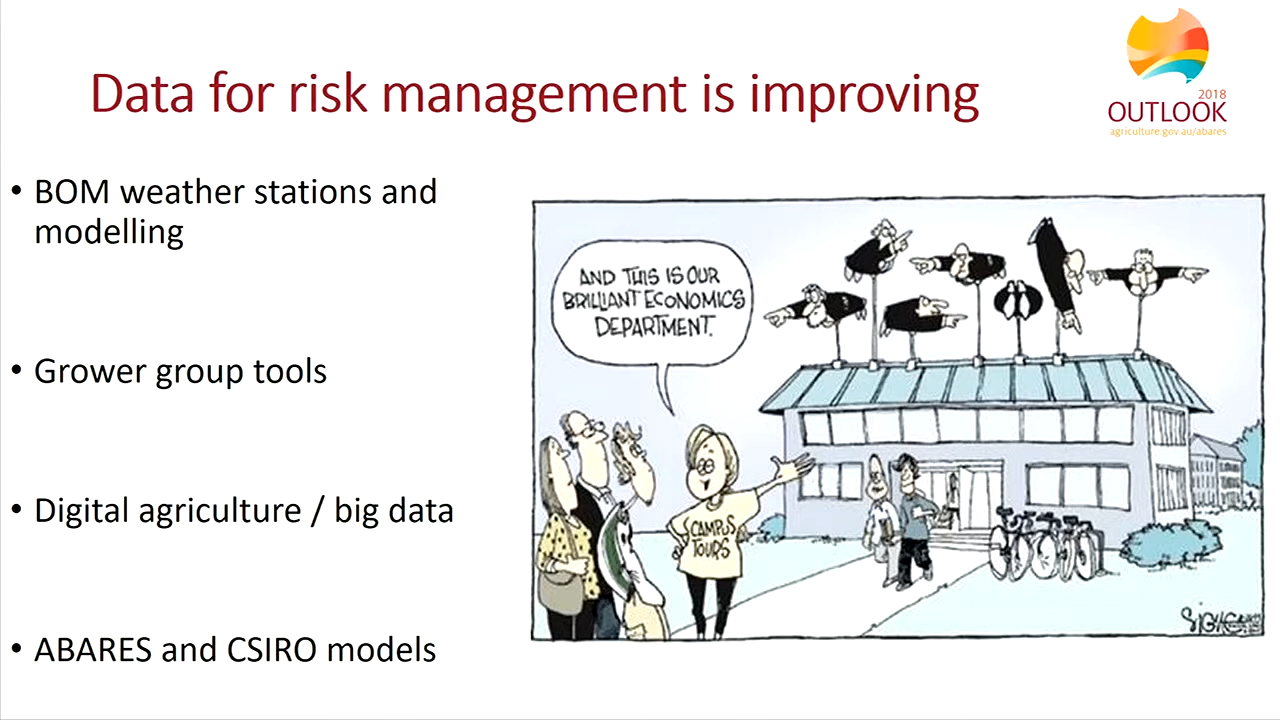 Data for risk management is improving
2018
OUTLOOK
agriculture.gov.au/abares
• BOM weather stations and
modelling
• Grower group tools
• Digital agriculture / big data
• ABARES and CSIRO models
AND THIS IS OUR
BRILLIANT ECONOMICS
DEPARTMENT.
CAMPUS
TOURS